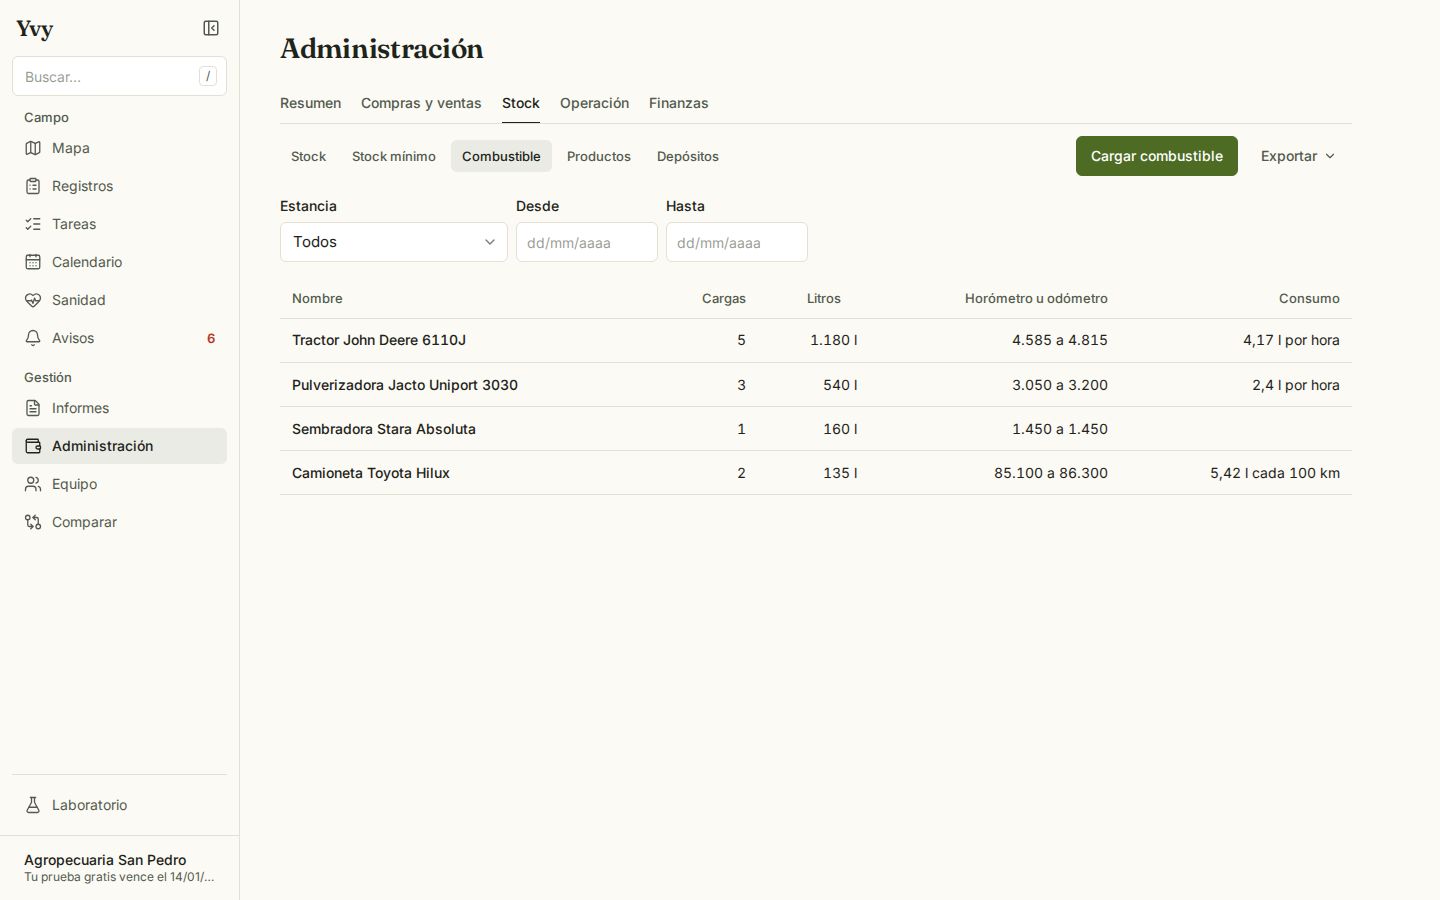 Yvy
Buscar... /
Campo
Mapa
Registros
Tareas
Calendario
Sanidad
Avisos 6
Gestión
Informes
Administración
Equipo
Comparar
Laboratorio
Agropecuaria San Pedro
Tu prueba gratis vence el 14/01/...
Administración
Resumen Compras y ventas Stock Operación Finanzas
Stock Stock mínimo Combustible Productos Depósitos Cargar combustible Exportar
Estancia Desde Hasta
Todos dd/mm/aaaa dd/mm/aaaa
Nombre Cargas Litros Horómetro u odómetro Consumo
Tractor John Deere 6110J 5 1.180 l 4.585 a 4.815 4,17 l por hora
Pulverizadora Jacto Uniport 3030 3 540 l 3.050 a 3.200 2,4 l por hora
Sembradora Stara Absoluta 1 160 l 1.450 a 1.450
Camioneta Toyota Hilux 2 135 l 85.100 a 86.300 5,42 l cada 100 km